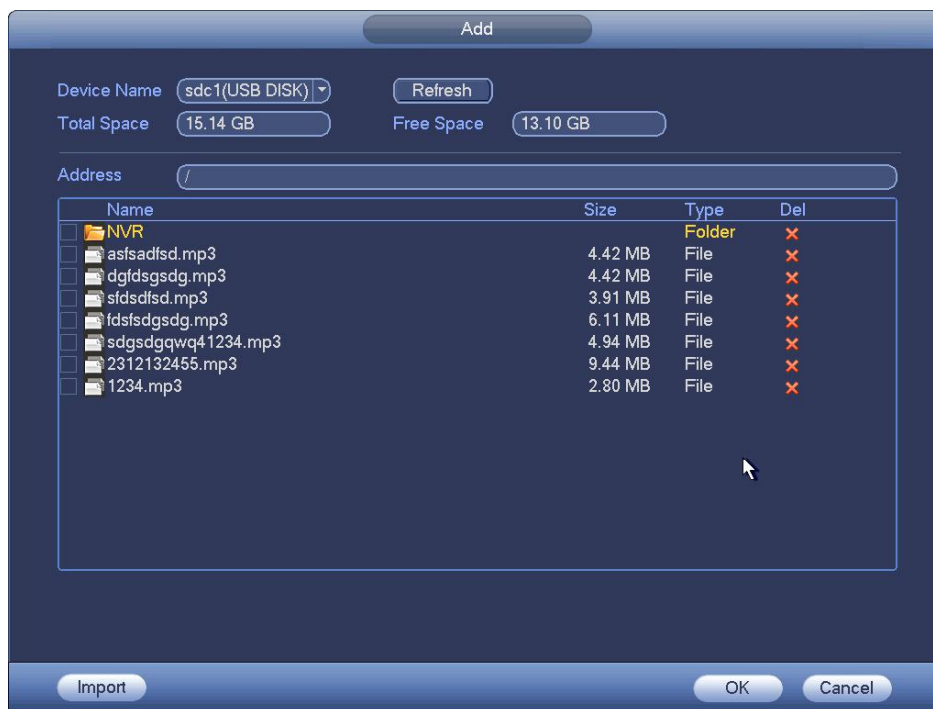 Add
Device Name sdc1(USB DISK) Refresh
Total Space 15.14 GB Free Space 13.10 GB
Address /
Name Size Type Del
NVR Folder
asfsadfsd.mp3 4.42 MB File
dgfdsgsdg.mp3 4.42 MB File
sfdsdfsd.mp3 3.91 MB File
fdsfsdgsdg.mp3 6.11 MB File
sdgsdgqwq41234.mp3 4.94 MB File
2312132455.mp3 9.44 MB File
1234.mp3 2.80 MB File
Import OK Cancel